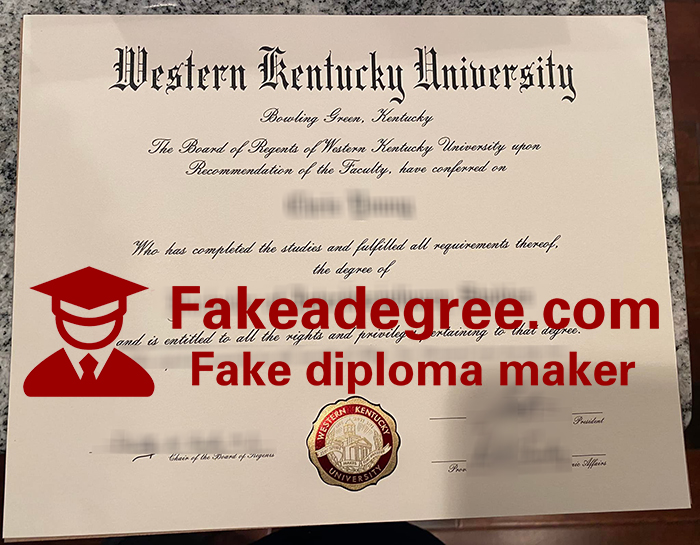 Western Kentucky University
Bowling Green, Kentucky
The Board of Regents of Western Kentucky University upon
Recommendation of the Faculty, have conferred on
Who has completed the studies and fulfilled all requirements thereof,
the degree of
Fakeadegree.com
and is entitled to all the rights and privileges pertaining to that degree.
Fake diploma maker
WESTERN KENTUCKY
UNIVERSITY
President
Chair of the Board of Regents
Affairs